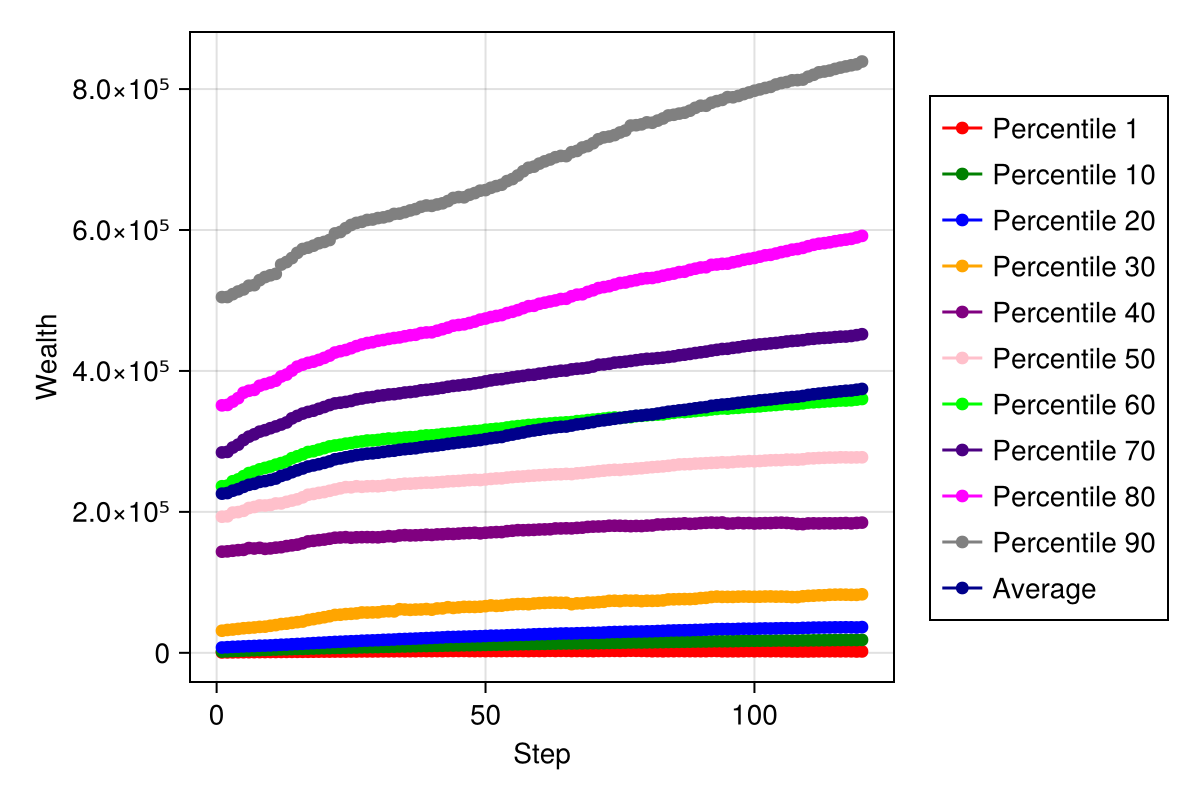 8.0×10⁵
6.0×10⁵
4.0×10⁵
2.0×10⁵
0
Wealth
0 50 100
Step
Percentile 1
Percentile 10
Percentile 20
Percentile 30
Percentile 40
Percentile 50
Percentile 60
Percentile 70
Percentile 80
Percentile 90
Average